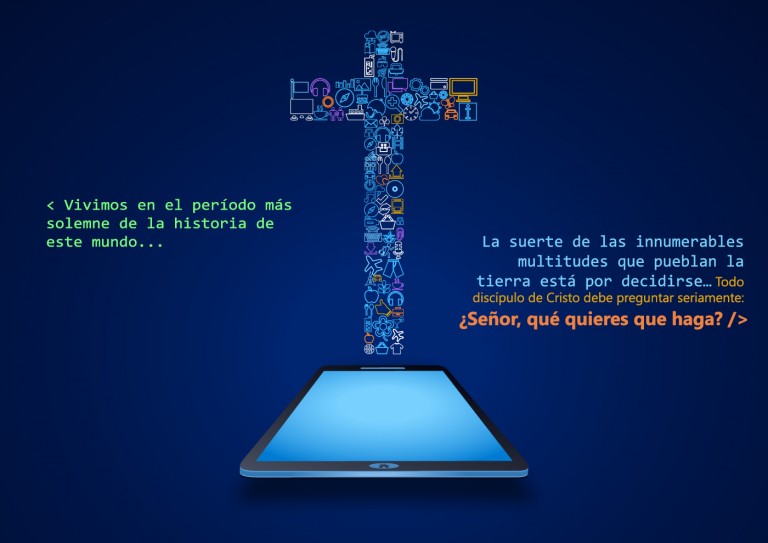 < Vivimos en el período más
solemne de la historia de
este mundo...
La suerte de las innumerables
multitudes que pueblan la
tierra está por decidirse… Todo
discípulo de Cristo debe preguntar seriamente:
¿Señor, qué quieres que haga? />